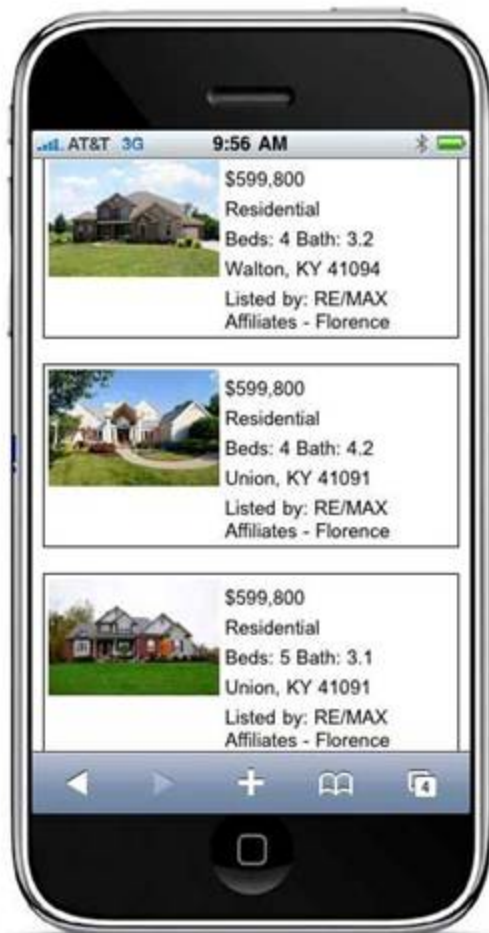 AT&T 3G 9:56 AM
$599,800
Residential
Beds: 4 Bath: 3.2
Walton, KY 41094
Listed by: RE/MAX
Affiliates - Florence
$599,800
Residential
Beds: 4 Bath: 4.2
Union, KY 41091
Listed by: RE/MAX
Affiliates - Florence
$599,800
Residential
Beds: 5 Bath: 3.1
Union, KY 41091
Listed by: RE/MAX
Affiliates - Florence
4